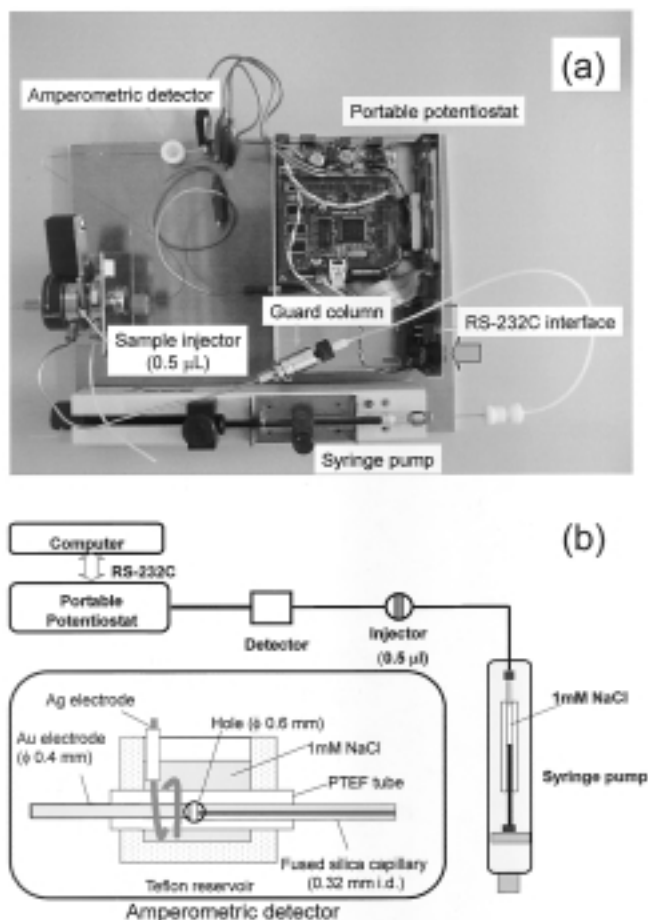 (a)
Amperometric detector
Portable potentiostat
Guard column
RS-232C interface
Sample injector
(0.5 μL)
Syringe pump
(b)
Computer
RS-232C
Portable
Potentiostat
Detector
Injector
(0.5 μl)
1mM NaCl
Syringe pump
Ag electrode
Hole (ϕ 0.6 mm)
Au electrode
(ϕ 0.4 mm)
1mM NaCl
PTEF tube
Fused silica capillary
(0.32 mm i.d.)
Teflon reservoir
Amperometric detector